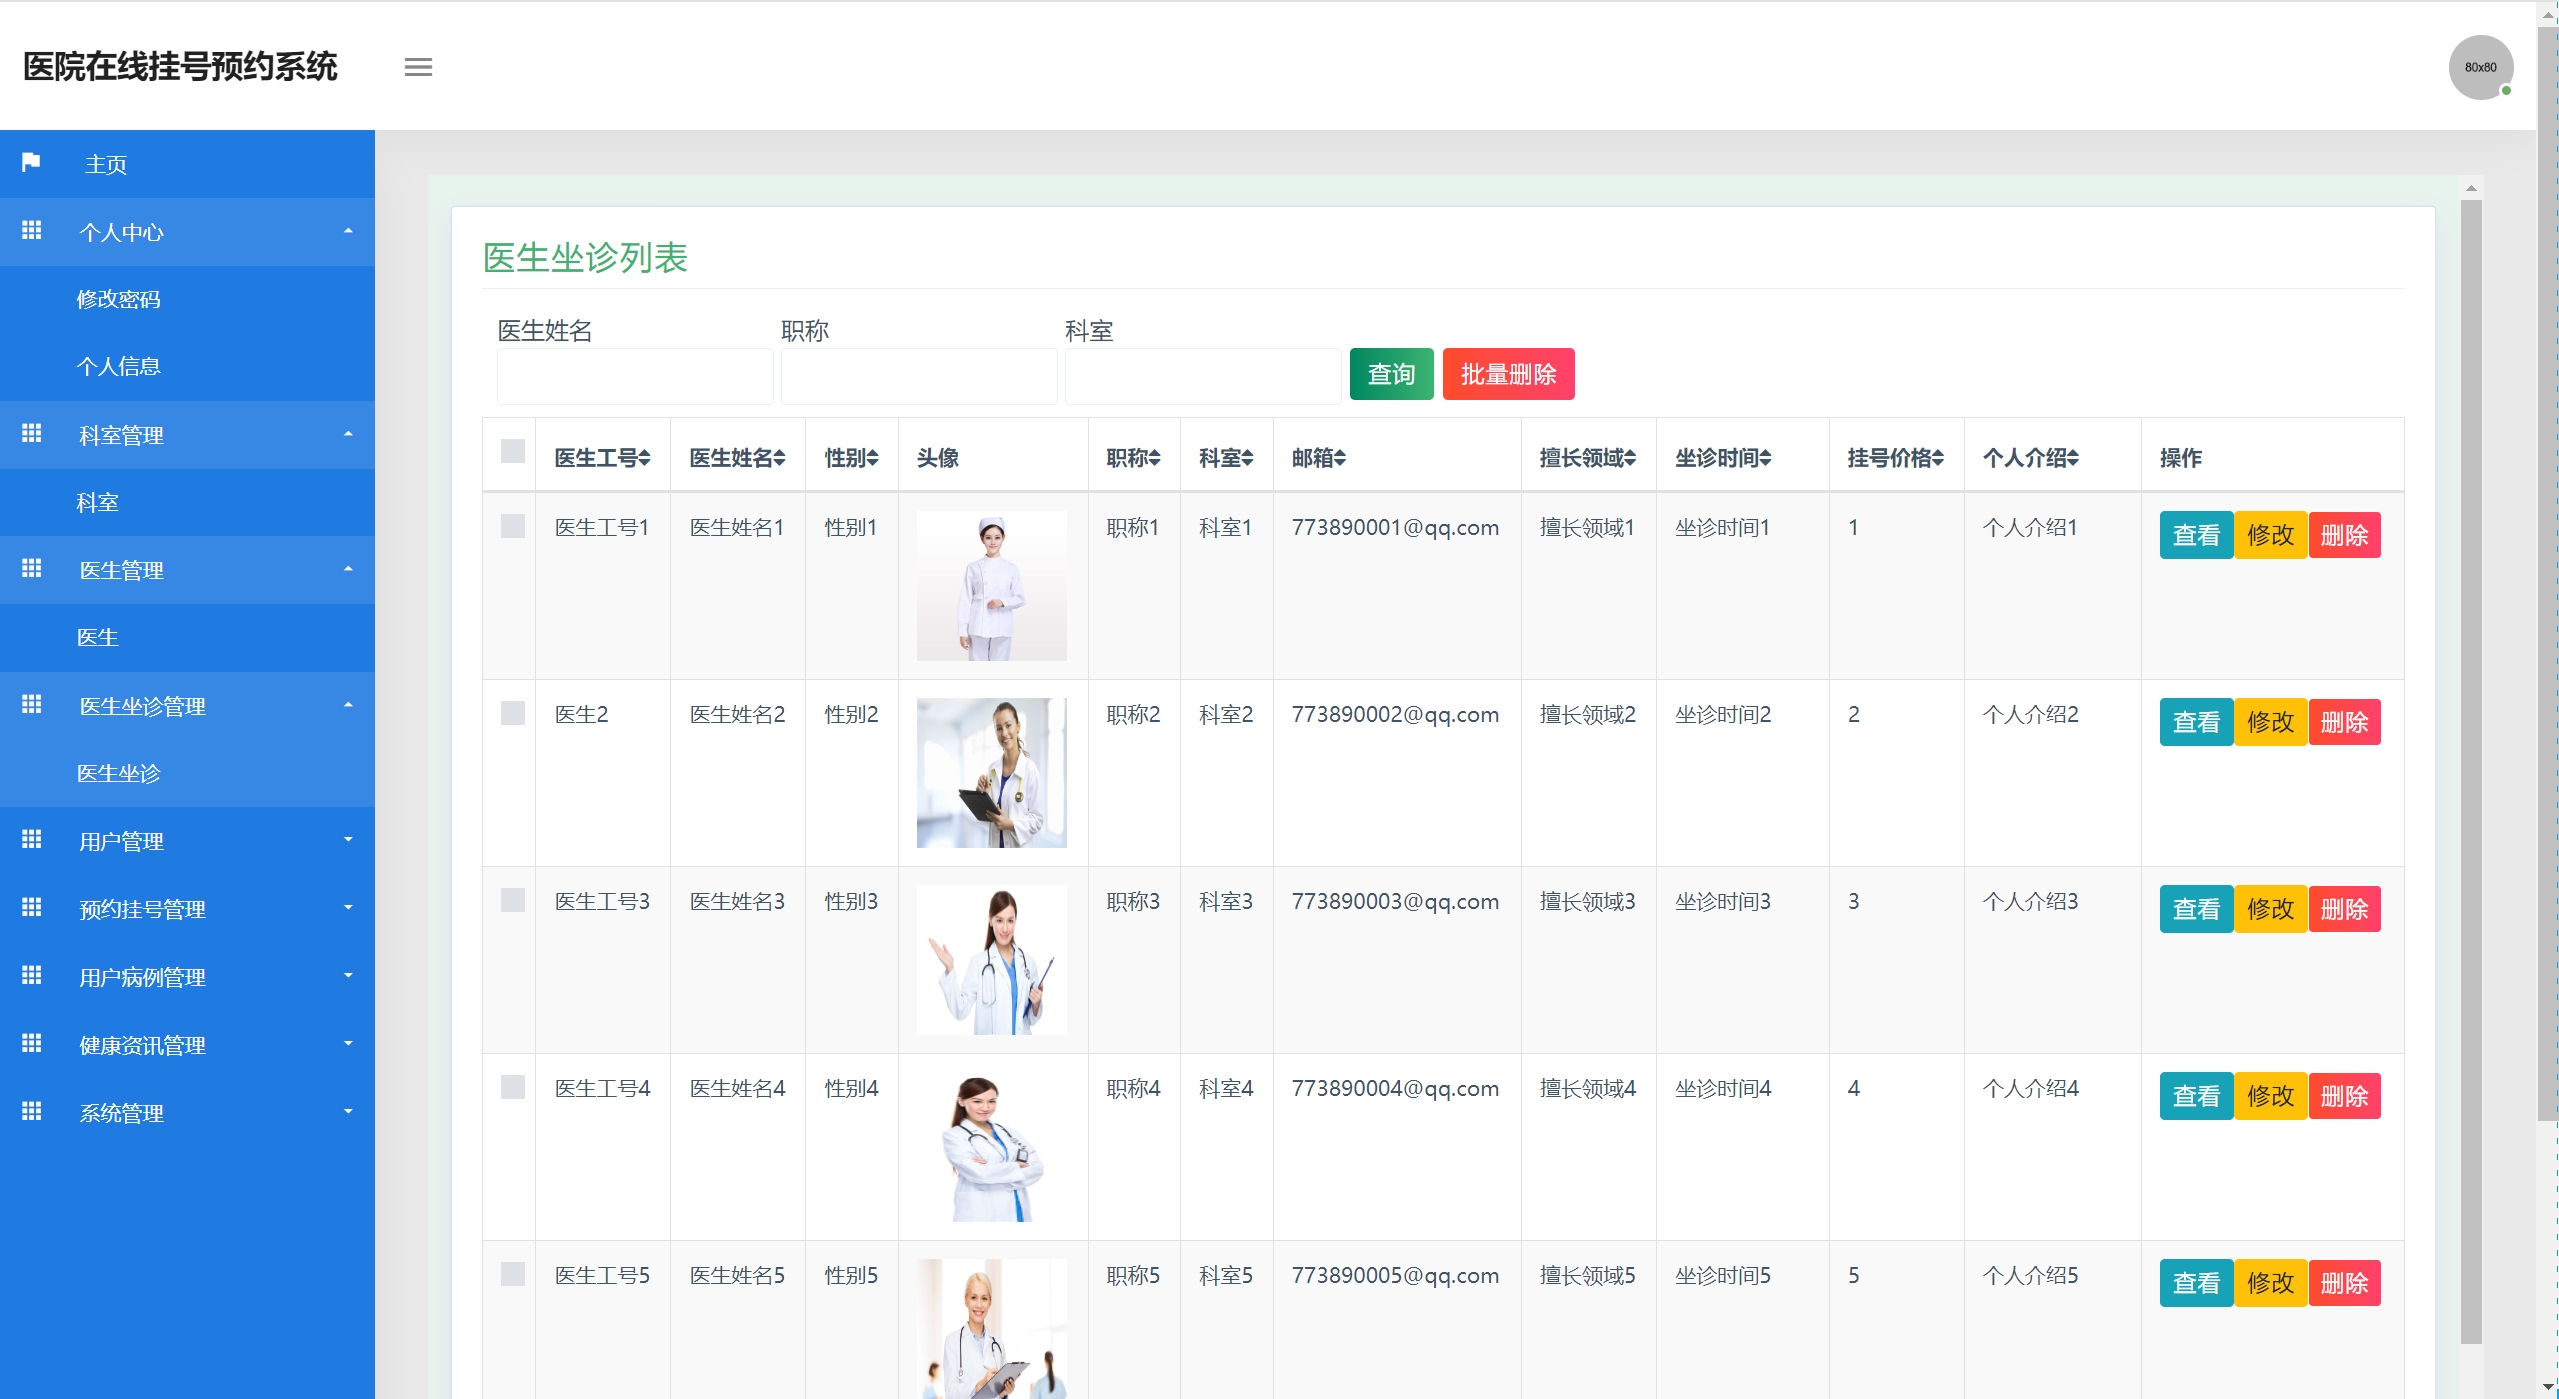 医院在线挂号预约系统
80x80
主页
个人中心
修改密码
个人信息
科室管理
科室
医生管理
医生
医生坐诊管理
医生坐诊
用户管理
预约挂号管理
用户病例管理
健康资讯管理
系统管理
医生坐诊列表
医生姓名 职称 科室
查询 批量删除
医生工号 医生姓名 性别 头像 职称 科室 邮箱 擅长领域 坐诊时间 挂号价格 个人介绍 操作
医生工号1 医生姓名1 性别1 职称1 科室1 773890001@qq.com 擅长领域1 坐诊时间1 1 个人介绍1 查看 修改 删除
医生2 医生姓名2 性别2 职称2 科室2 773890002@qq.com 擅长领域2 坐诊时间2 2 个人介绍2 查看 修改 删除
医生工号3 医生姓名3 性别3 职称3 科室3 773890003@qq.com 擅长领域3 坐诊时间3 3 个人介绍3 查看 修改 删除
医生工号4 医生姓名4 性别4 职称4 科室4 773890004@qq.com 擅长领域4 坐诊时间4 4 个人介绍4 查看 修改 删除
医生工号5 医生姓名5 性别5 职称5 科室5 773890005@qq.com 擅长领域5 坐诊时间5 5 个人介绍5 查看 修改 删除